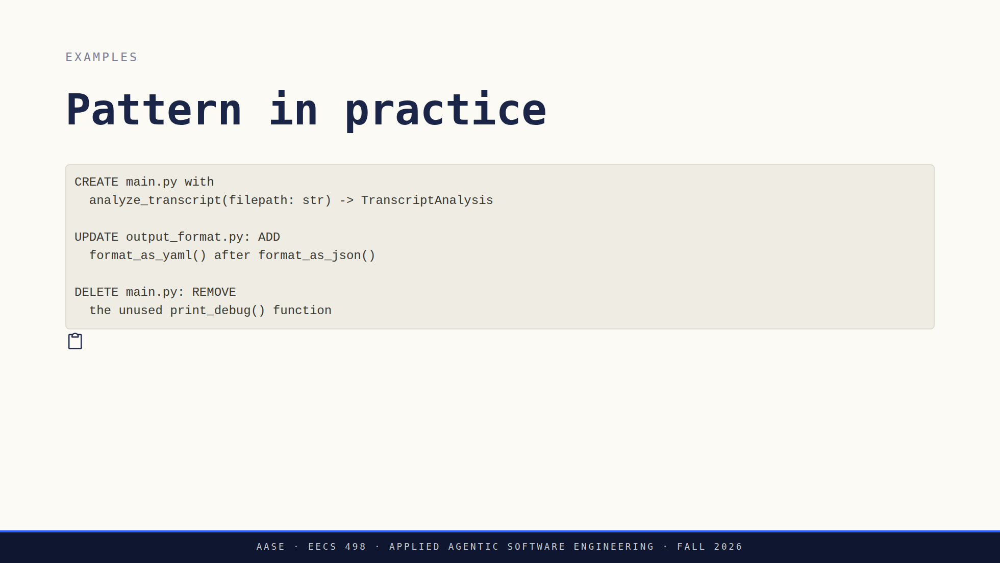 EXAMPLES
Pattern in practice
CREATE main.py with
  analyze_transcript(filepath: str) -> TranscriptAnalysis
UPDATE output_format.py: ADD
  format_as_yaml() after format_as_json()
DELETE main.py: REMOVE
  the unused print_debug() function
AASE · EECS 498 · APPLIED AGENTIC SOFTWARE ENGINEERING · FALL 2026